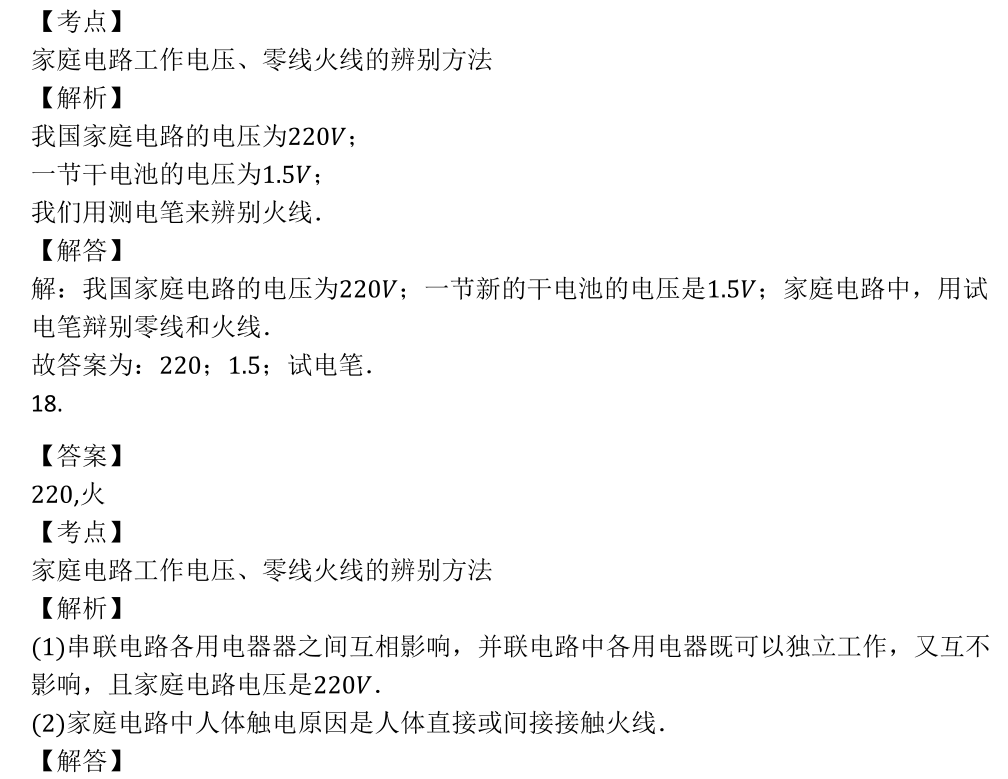 【考点】
家庭电路工作电压、零线火线的辨别方法
【解析】
我国家庭电路的电压为220V；
一节干电池的电压为1.5V；
我们用测电笔来辨别火线．
【解答】
解：我国家庭电路的电压为220V；一节新的干电池的电压是1.5V；家庭电路中，用试
电笔辩别零线和火线．
故答案为：220；1.5；试电笔．
18.
【答案】
220,火
【考点】
家庭电路工作电压、零线火线的辨别方法
【解析】
(1)串联电路各用电器器之间互相影响，并联电路中各用电器既可以独立工作，又互不
影响，且家庭电路电压是220V．
(2)家庭电路中人体触电原因是人体直接或间接接触火线．
【解答】